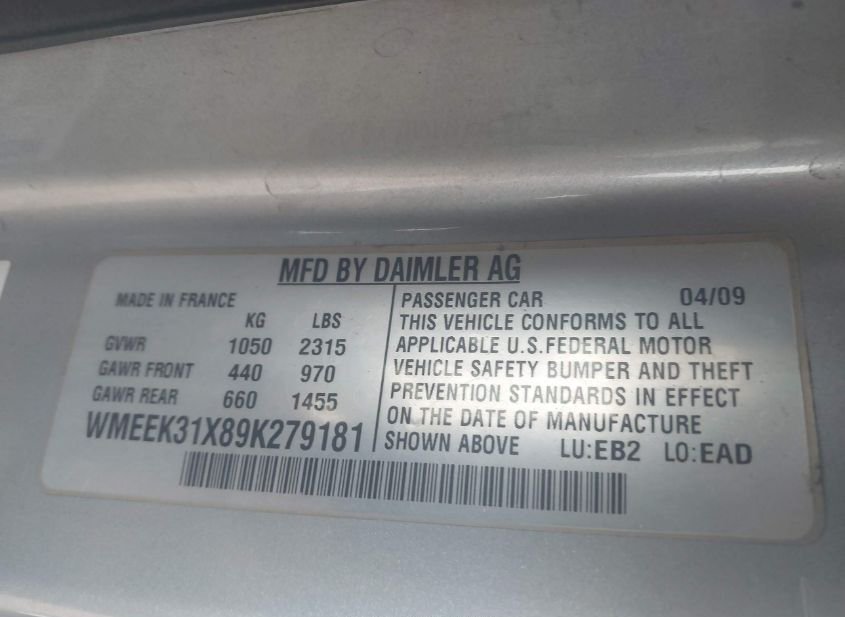 MFD BY DAIMLER AG
MADE IN FRANCE
KG LBS
GVWR 1050 2315
GAWR FRONT 440 970
GAWR REAR 660 1455
WMEEK31X89K279181
PASSENGER CAR 04/09
THIS VEHICLE CONFORMS TO ALL
APPLICABLE U.S.FEDERAL MOTOR
VEHICLE SAFETY BUMPER AND THEFT
PREVENTION STANDARDS IN EFFECT
ON THE DATE OF MANUFACTURE
SHOWN ABOVE LU:EB2 LO:EAD